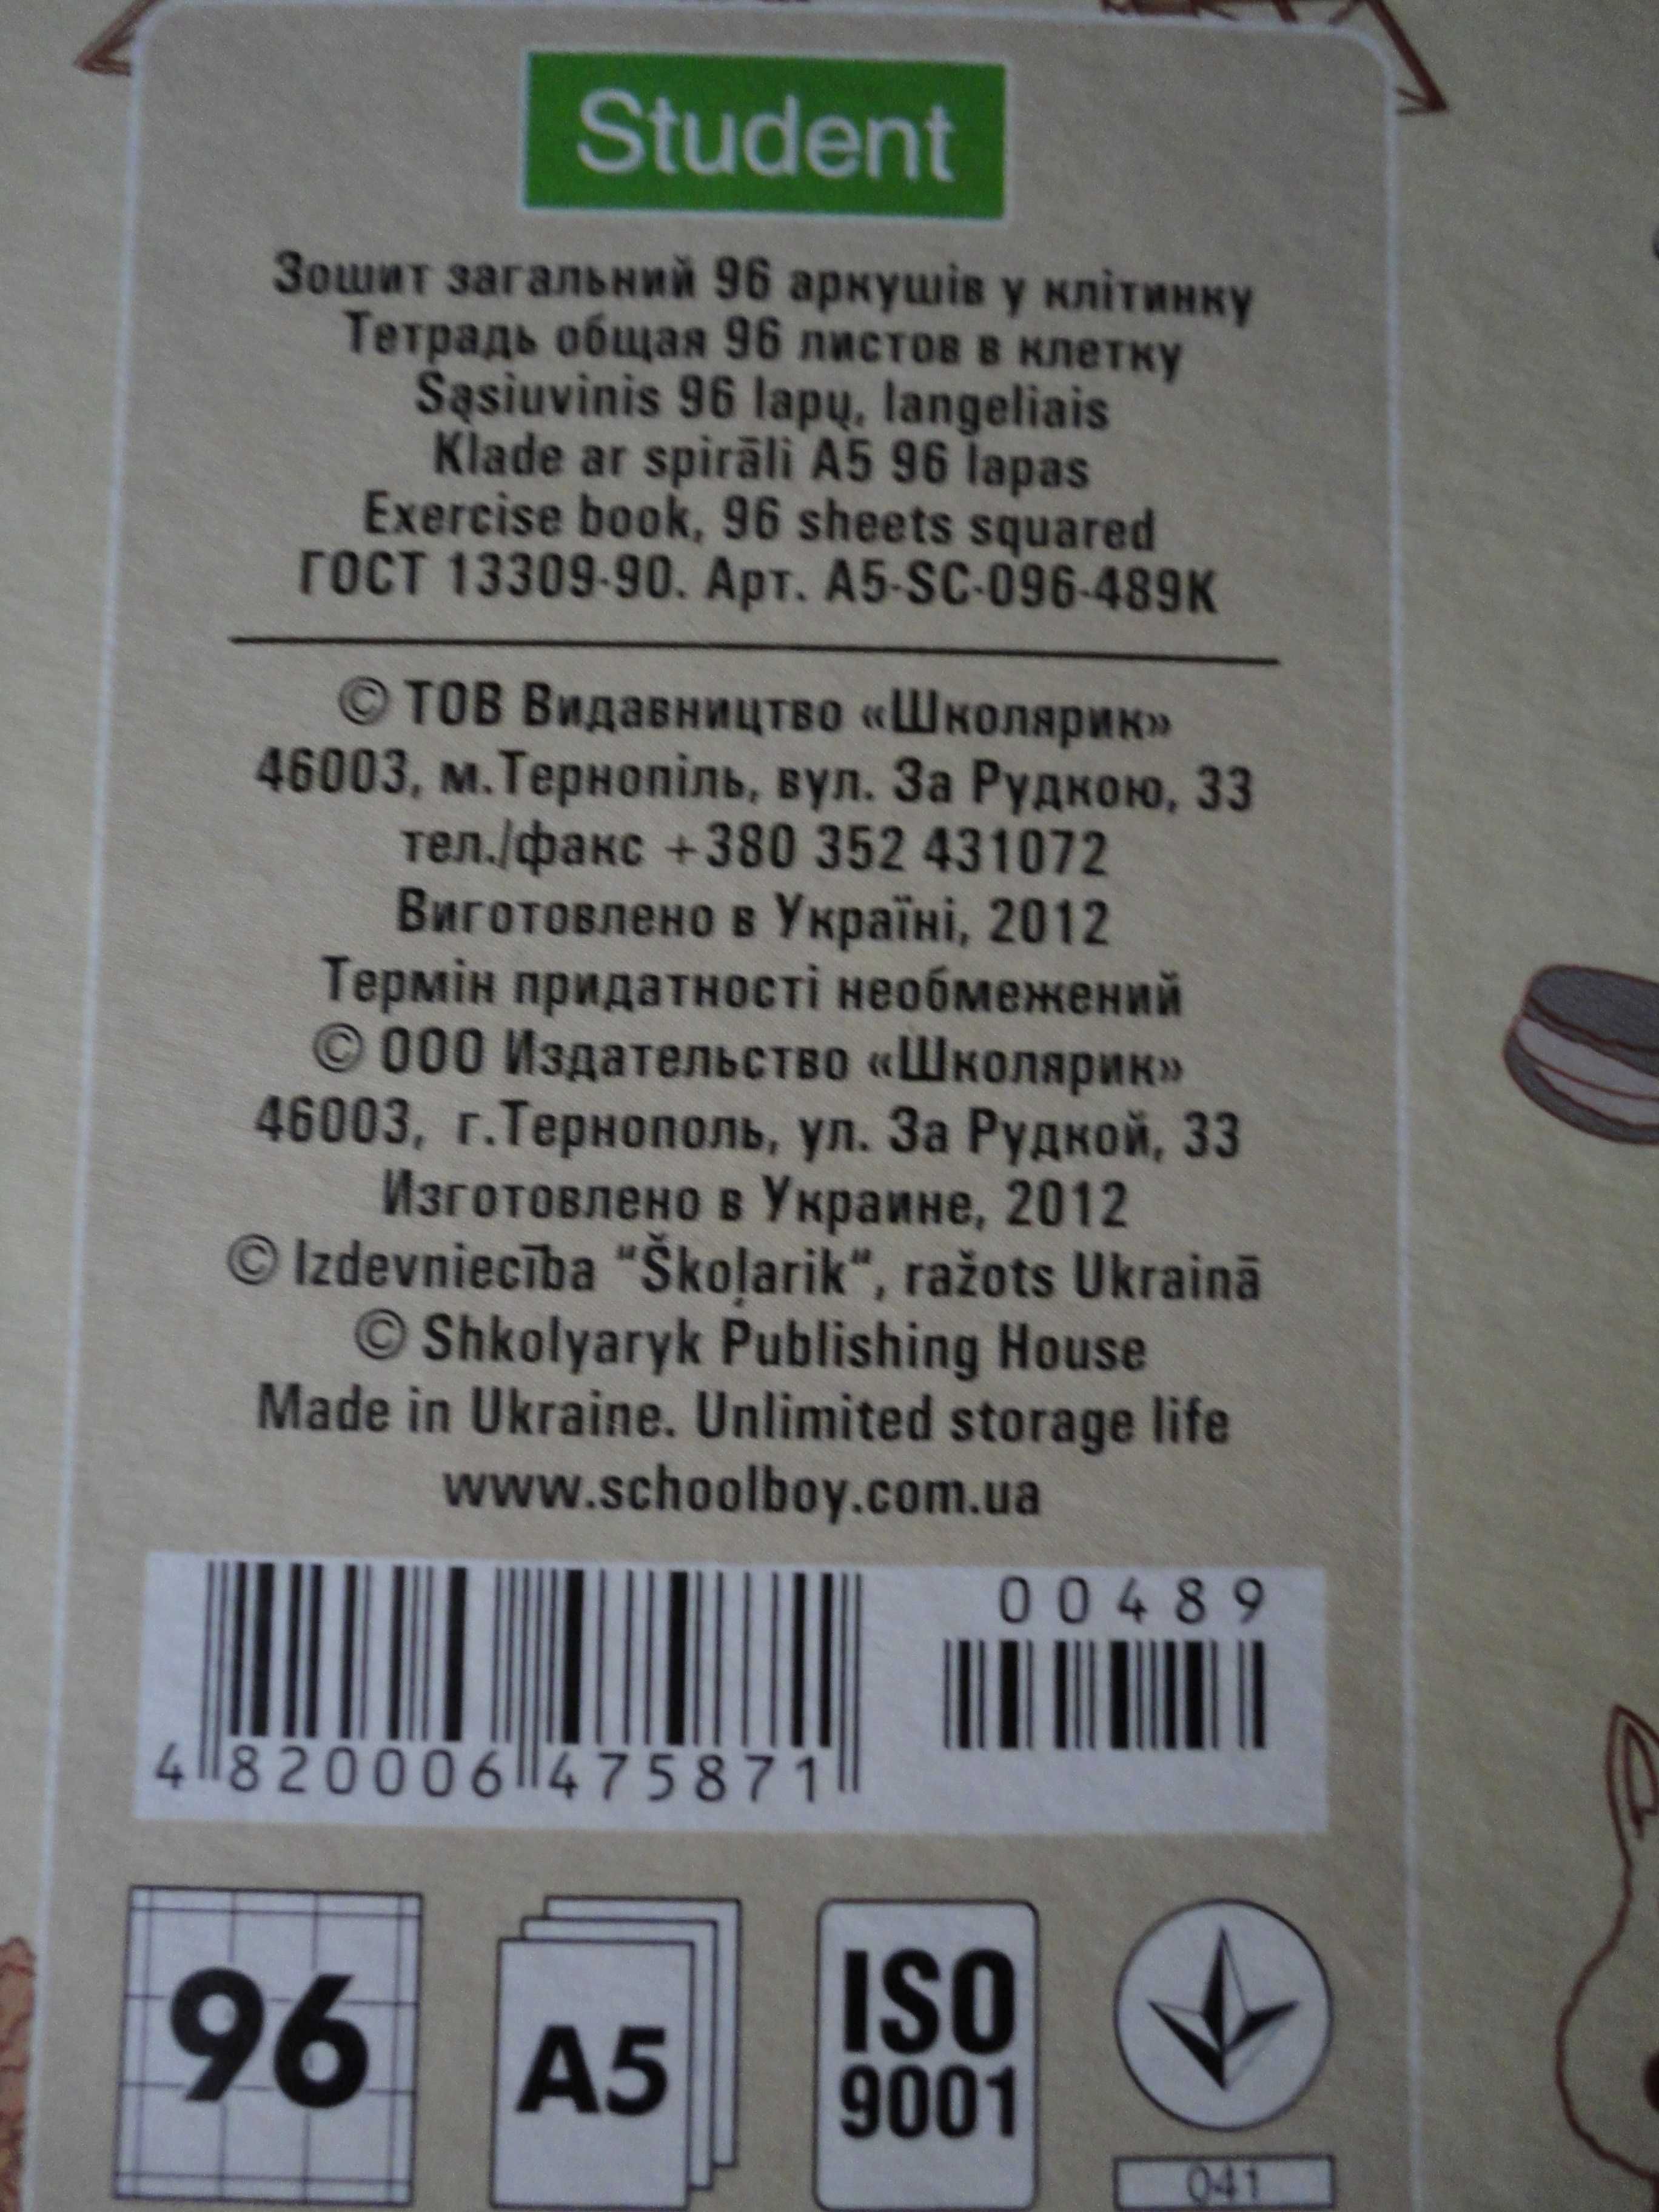 Student
Зошит загальний 96 аркушів у клітинку
Тетрадь общая 96 листов в клетку
Sąsiuvinis 96 lapų, langeliais
Klade ar spirāli A5 96 lapas
Exercise book, 96 sheets squared
ГОСТ 13309-90. Арт. А5-SC-096-489К
© ТОВ Видавництво «Школярик»
46003, м.Тернопіль, вул. За Рудкою, 33
тел./факс +380 352 431072
Виготовлено в Україні, 2012
Термін придатності необмежений
© ООО Издательство «Школярик»
46003, г.Тернополь, ул. За Рудкой, 33
Изготовлено в Украине, 2012
© Izdevniecība "Školarik“, ražots Ukrainā
© Shkolyaryk Publishing House
Made in Ukraine. Unlimited storage life
www.schoolboy.com.ua
00489
4 820006 475871
96
A5
ISO
9001
041